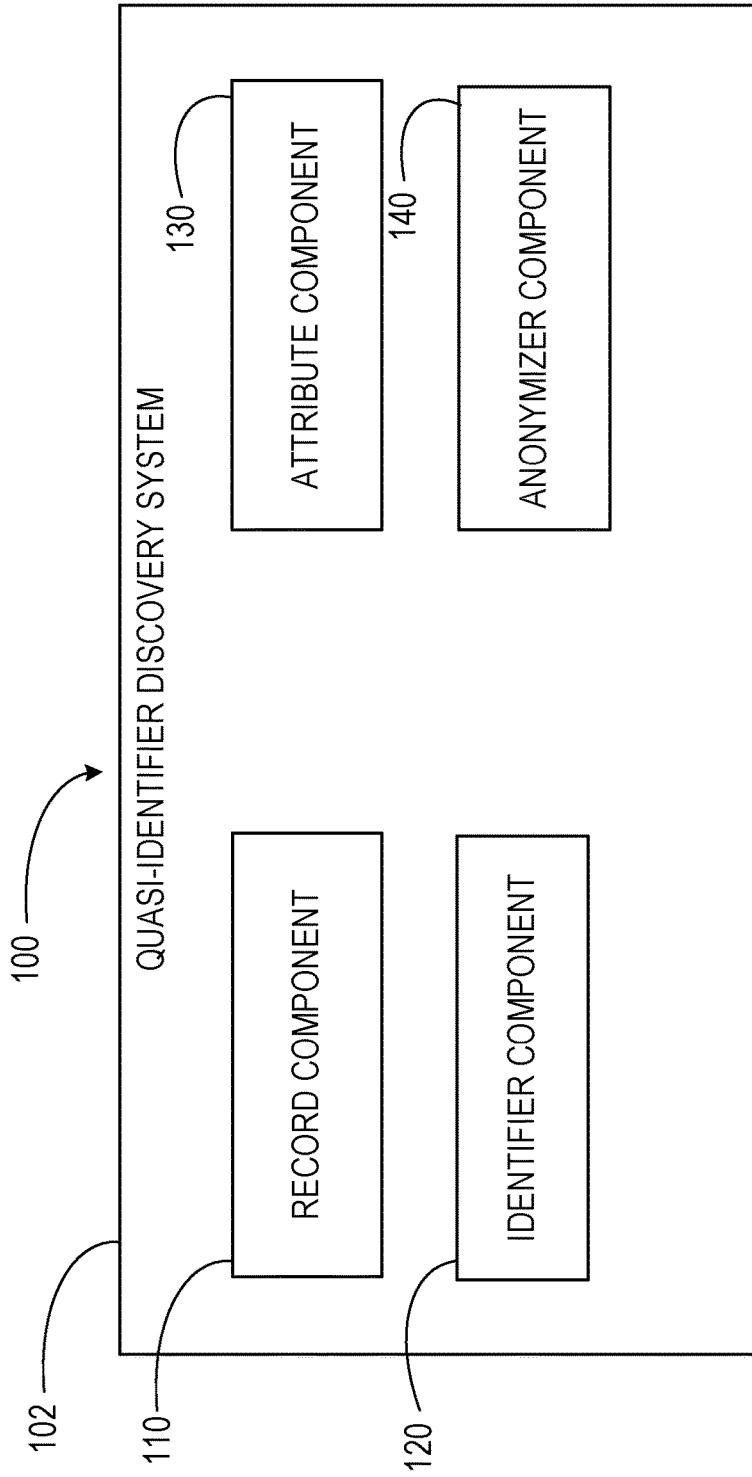 100
102
QUASI-IDENTIFIER DISCOVERY SYSTEM
110
RECORD COMPONENT
130
ATTRIBUTE COMPONENT
120
IDENTIFIER COMPONENT
140
ANONYMIZER COMPONENT